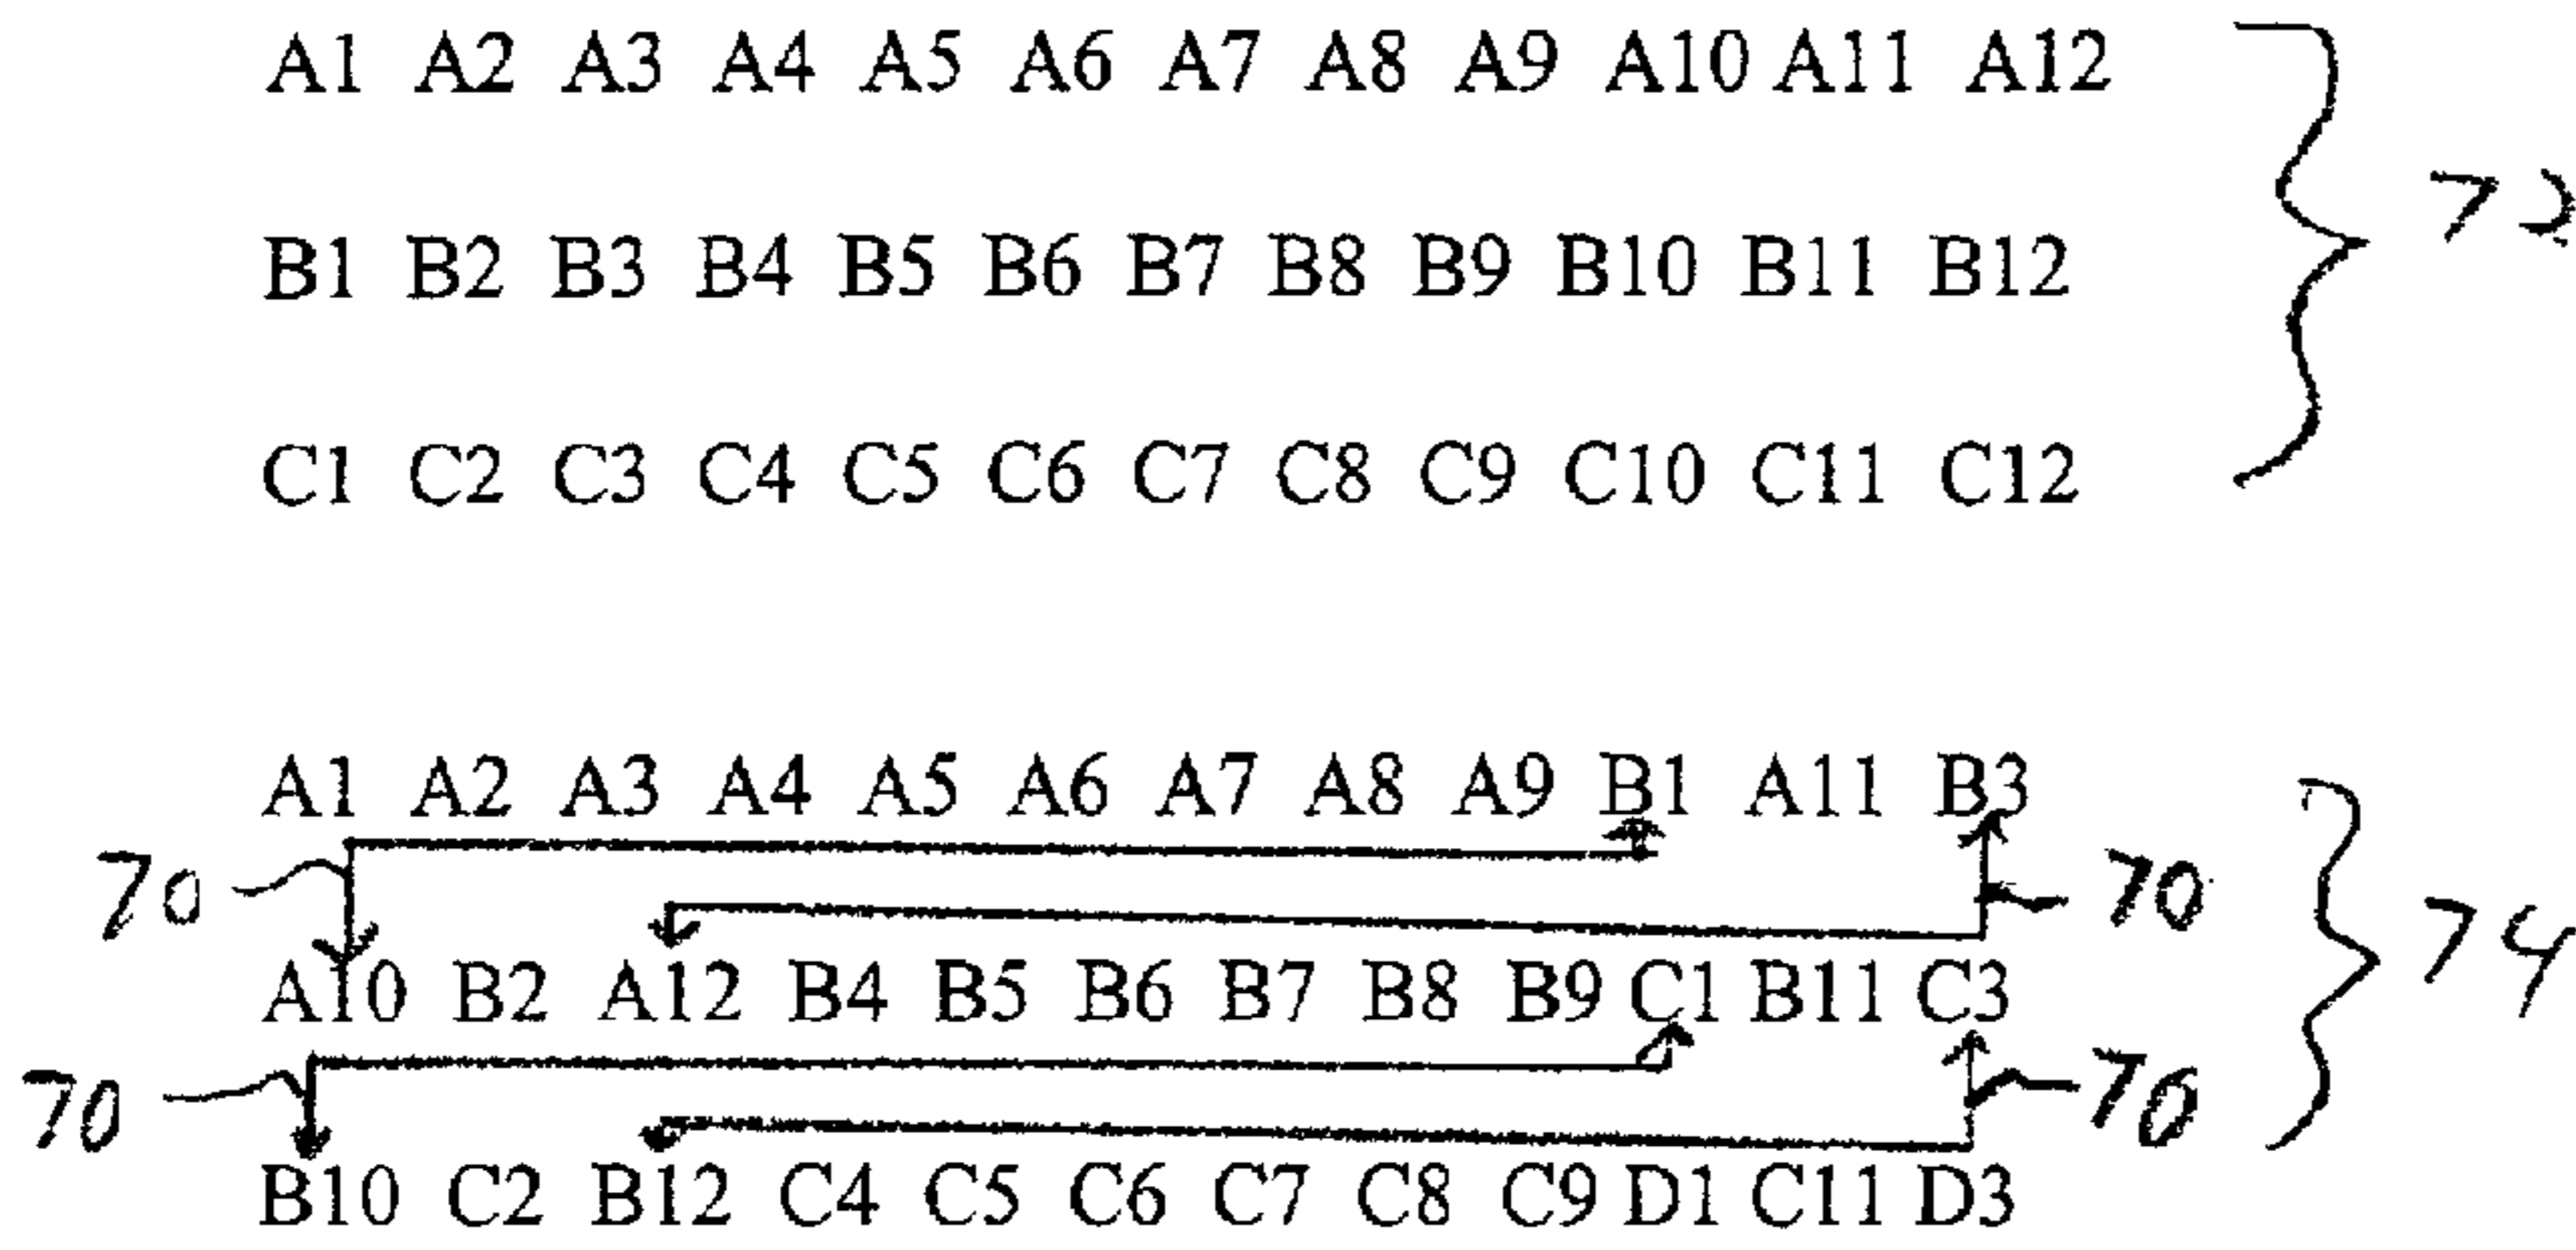 A1 A2 A3 A4 A5 A6 A7 A8 A9 A10 A11 A12
72
B1 B2 B3 B4 B5 B6 B7 B8 B9 B10 B11 B12
C1 C2 C3 C4 C5 C6 C7 C8 C9 C10 C11 C12
A1 A2 A3 A4 A5 A6 A7 A8 A9 B1 A11 B3
70 70
74
A10 B2 A12 B4 B5 B6 B7 B8 B9 C1 B11 C3
70 70
B10 C2 B12 C4 C5 C6 C7 C8 C9 D1 C11 D3